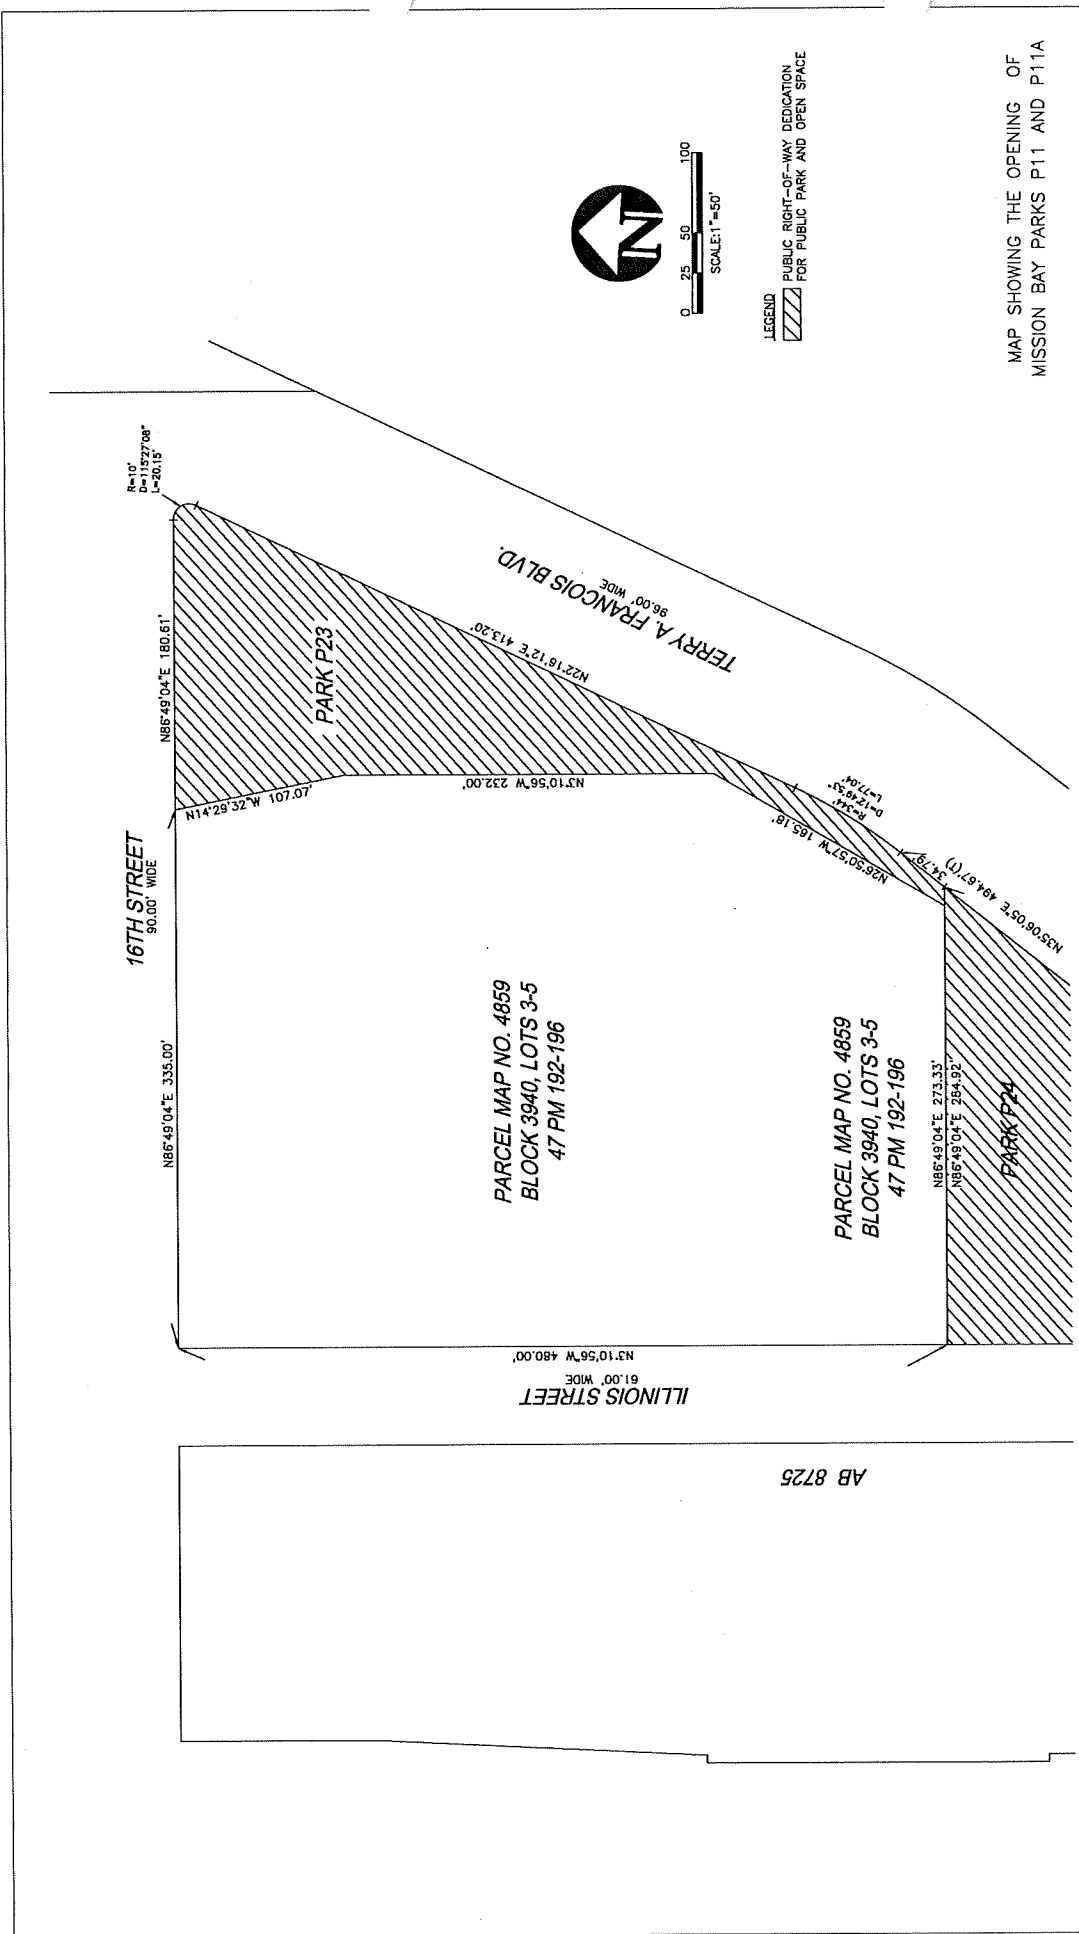 R=10'
D=115°27'08"
L=20.15'
N86°49'04"E 180.61'
16TH STREET
90.00' WIDE
N86°49'04"E 335.00'
N14°29'32"W 107.07'
PARK P23
N22°16'12"E 413.20'
TERRY A. FRANCOIS BLVD.
96.00' WIDE
N3°10'56"W 232.00'
N26°50'57"W 165.18'
R=344'
D=12°49'53"
L=77.04'
34.79'
N35°06'05"E 494.67'(T)
PARCEL MAP NO. 4859
BLOCK 3940, LOTS 3-5
47 PM 192-196
PARCEL MAP NO. 4859
BLOCK 3940, LOTS 3-5
47 PM 192-196
N86°49'04"E 273.33'
N86°49'04"E 284.92'
PARK P24
N3°10'56"W 480.00'
61.00' WIDE
ILLINOIS STREET
AB 8725
N
0 25 50 100
SCALE:1"=50'
LEGEND
PUBLIC RIGHT-OF-WAY DEDICATION
FOR PUBLIC PARK AND OPEN SPACE
MAP SHOWING THE OPENING OF
MISSION BAY PARKS P11 AND P11A